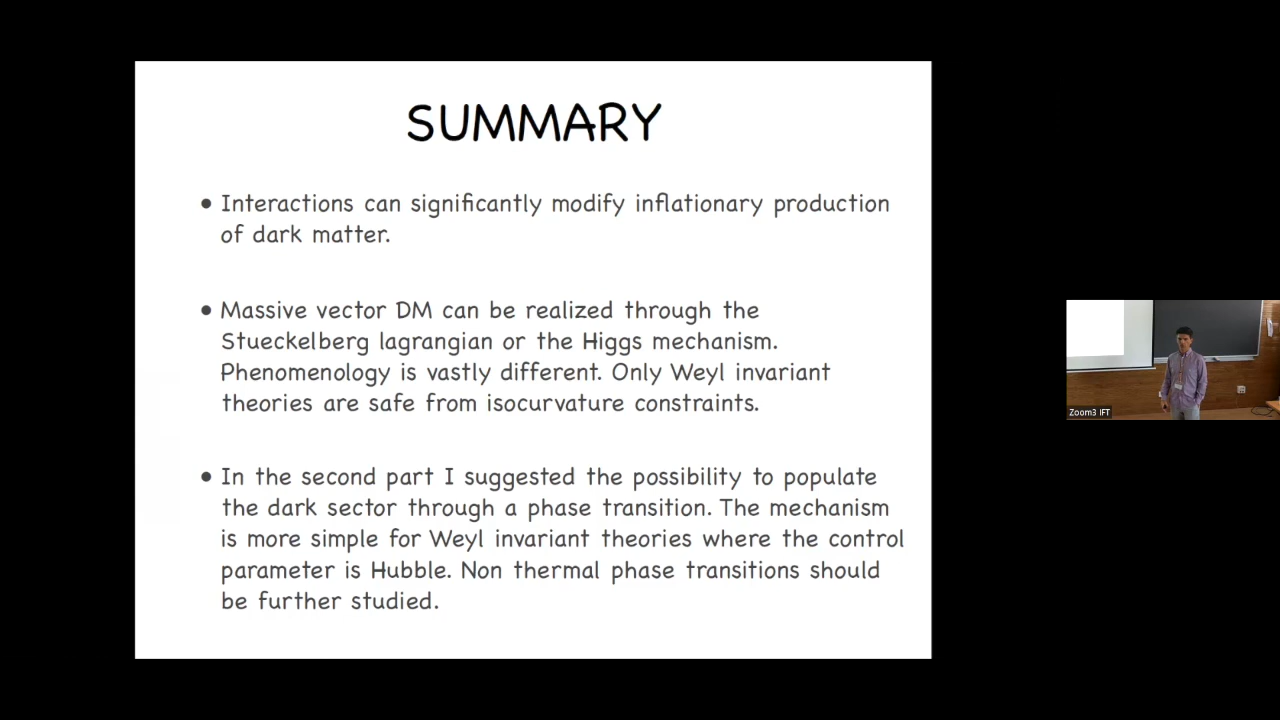 SUMMARY
• Interactions can significantly modify inflationary production
of dark matter.
• Massive vector DM can be realized through the
Stueckelberg lagrangian or the Higgs mechanism.
Phenomenology is vastly different. Only Weyl invariant
theories are safe from isocurvature constraints.
• In the second part I suggested the possibility to populate
the dark sector through a phase transition. The mechanism
is more simple for Weyl invariant theories where the control
parameter is Hubble. Non thermal phase transitions should
be further studied.
Zoom3 IFT